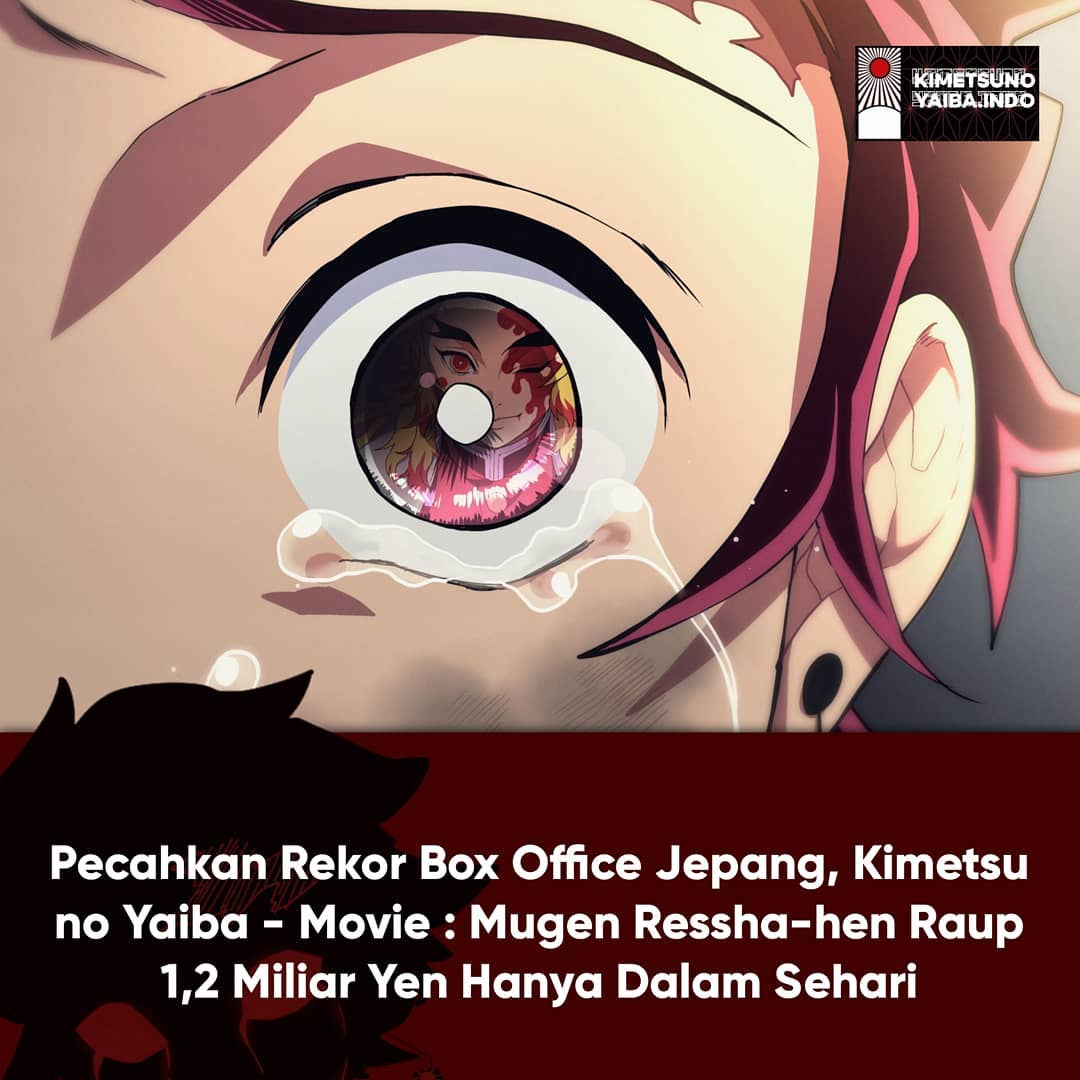 KIMETSUNO
YAIBA.INDO
Pecahkan Rekor Box Office Jepang, Kimetsu
no Yaiba - Movie : Mugen Ressha-hen Raup
1,2 Miliar Yen Hanya Dalam Sehari